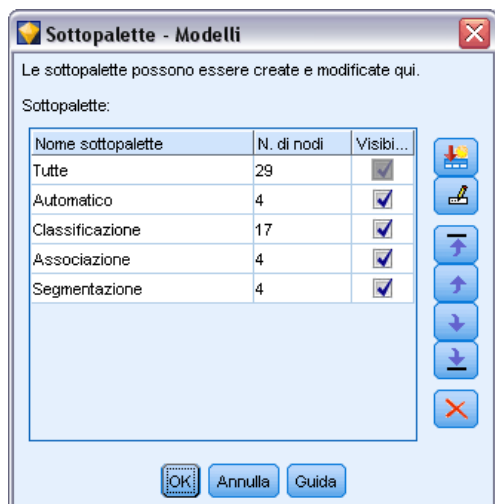 Sottopalette - Modelli
Le sottopalette possono essere create e modificate qui.
Sottopalette:
Nome sottopalette N. di nodi Visibi...
Tutte 29
Automatico 4
Classificazione 17
Associazione 4
Segmentazione 4
OK Annulla Guida